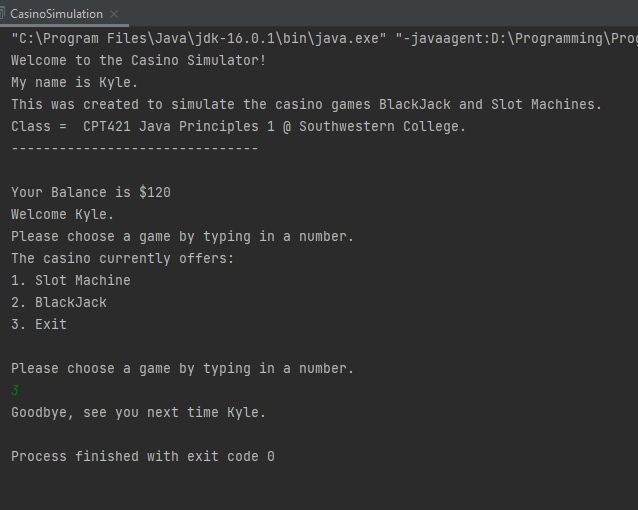 CasinoSimulation ×
"C:\Program Files\Java\jdk-16.0.1\bin\java.exe" "-javaagent:D:\Programming\Prog
Welcome to the Casino Simulator!
My name is Kyle.
This was created to simulate the casino games BlackJack and Slot Machines.
Class =  CPT421 Java Principles 1 @ Southwestern College.
-------------------------------
Your Balance is $120
Welcome Kyle.
Please choose a game by typing in a number.
The casino currently offers:
1. Slot Machine
2. BlackJack
3. Exit
Please choose a game by typing in a number.
3
Goodbye, see you next time Kyle.
Process finished with exit code 0